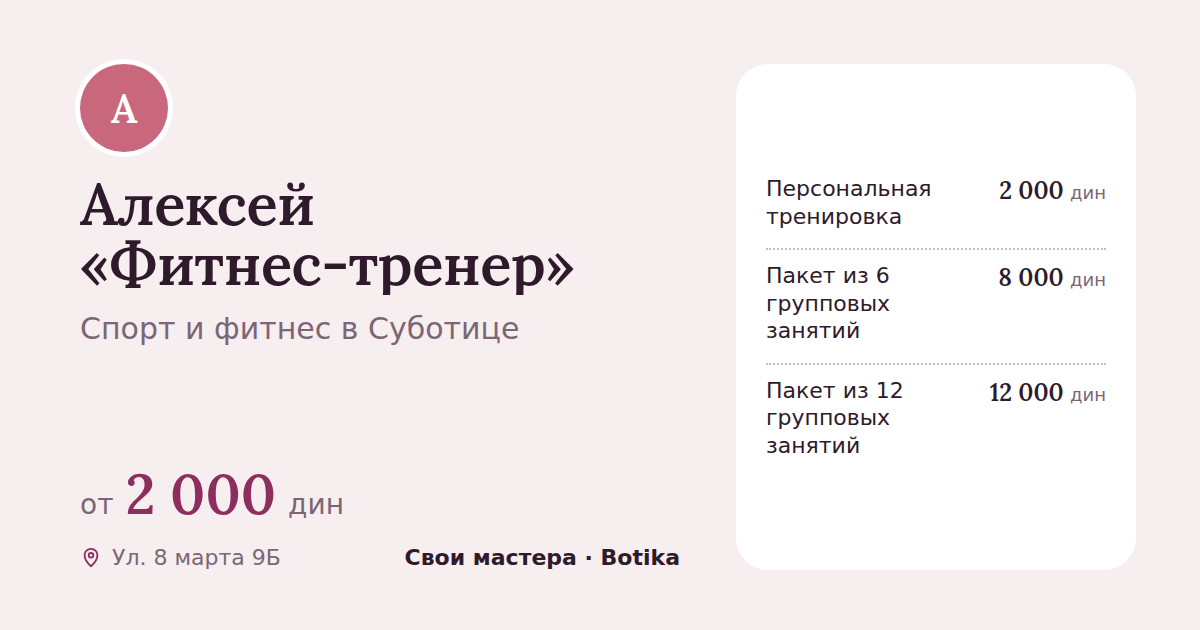 А
Алексей
«Фитнес-тренер»
Спорт и фитнес в Суботице
от 2 000 дин
Ул. 8 марта 9Б
Свои мастера · Botika
Персональная 2 000 дин
тренировка
Пакет из 6 8 000 дин
групповых
занятий
Пакет из 12 12 000 дин
групповых
занятий